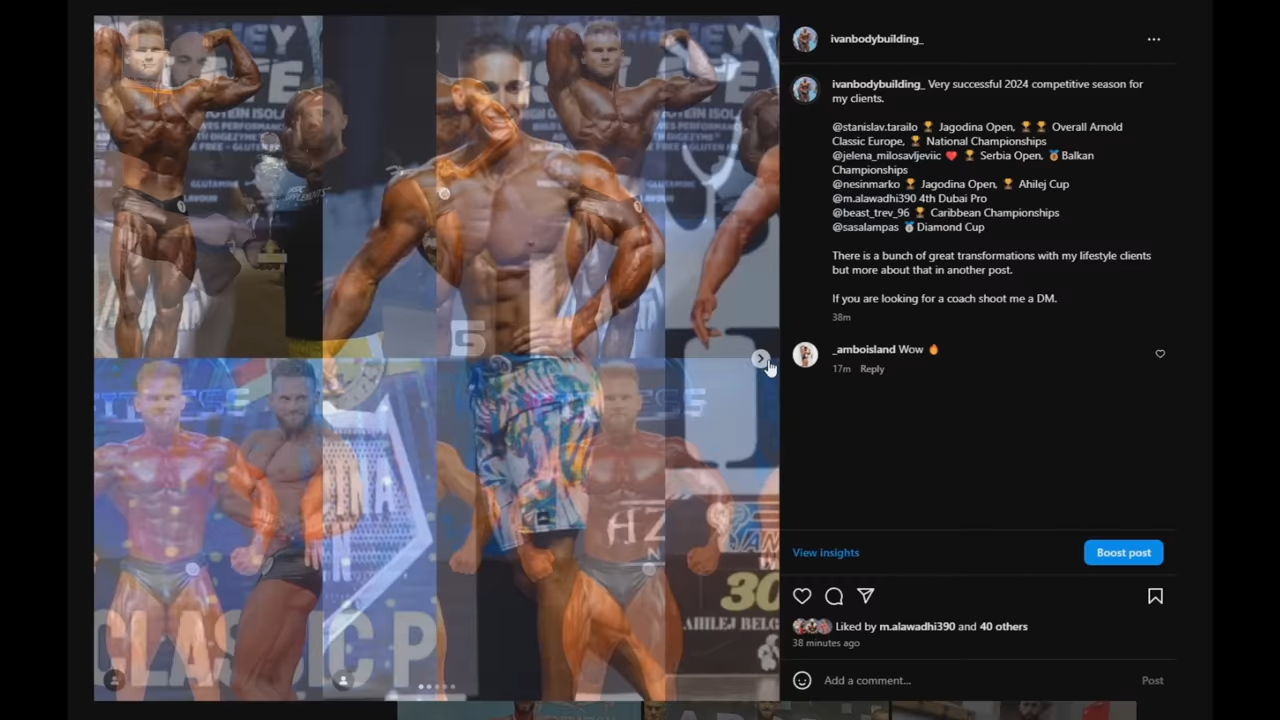 ivanbodybuilding_
ivanbodybuilding_ Very successful 2024 competitive season for
my clients.
@stanislav.tarailo 🏆 Jagodina Open, 🏆 🏆 Overall Arnold
Classic Europe, 🏆 National Championships
@jelena_milosavljeviic ❤️ 🏆 Serbia Open, 🥉Balkan
Championships
@nesinmarko 🏆 Jagodina Open, 🏆 Ahilej Cup
@m.alawadhi390 4th Dubai Pro
@beast_trev_96 🏆 Caribbean Championships
@sasalampas 🥈Diamond Cup
There is a bunch of great transformations with my lifestyle clients
but more about that in another post.
If you are looking for a coach shoot me a DM.
38m
_amboisland Wow 🔥
17m Reply
View insights
Boost post
Liked by m.alawadhi390 and 40 others
38 minutes ago
Add a comment...
Post
CLASSIC P
30
AHILEJ BELG